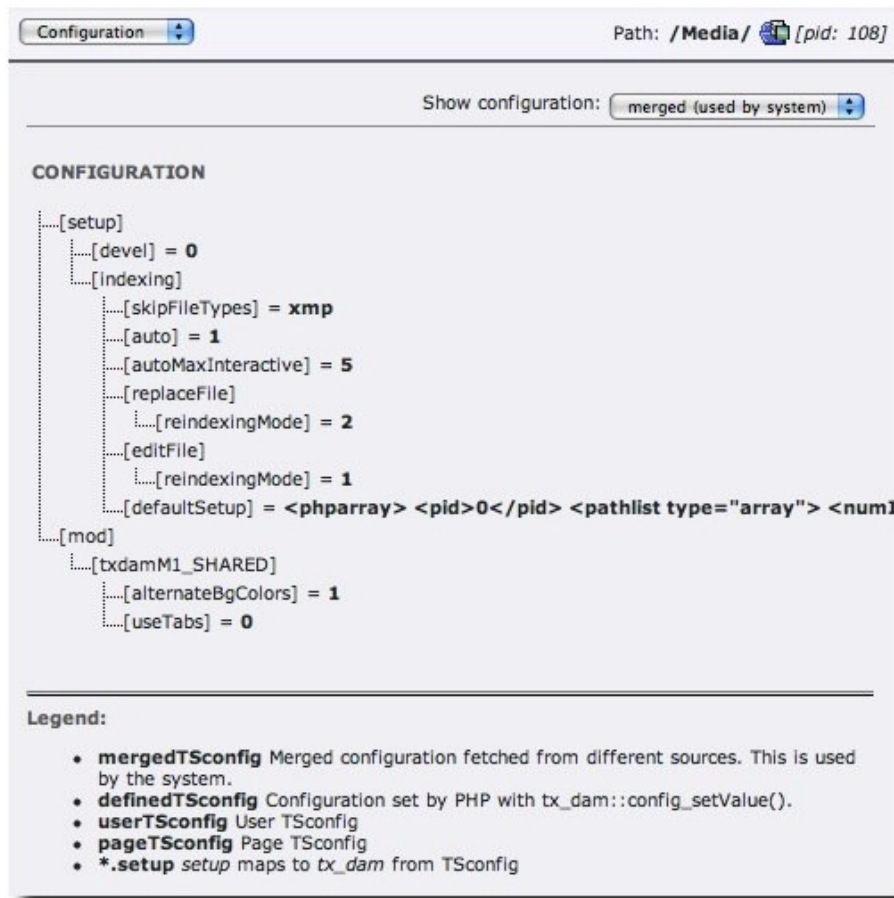 Configuration Path: /Media/ [pid: 108]
Show configuration: merged (used by system)
CONFIGURATION
[setup]
[devel] = 0
[indexing]
[skipFileTypes] = xmp
[auto] = 1
[autoMaxInteractive] = 5
[replaceFile]
[reindexingMode] = 2
[editFile]
[reindexingMode] = 1
[defaultSetup] = <phparray> <pid>0</pid> <pathlist type="array"> <num
[mod]
[txdamM1_SHARED]
[alternateBgColors] = 1
[useTabs] = 0
Legend:
• mergedTSconfig Merged configuration fetched from different sources. This is used
by the system.
• definedTSconfig Configuration set by PHP with tx_dam::config_setValue().
• userTSconfig User TSconfig
• pageTSconfig Page TSconfig
• *.setup setup maps to tx_dam from TSconfig